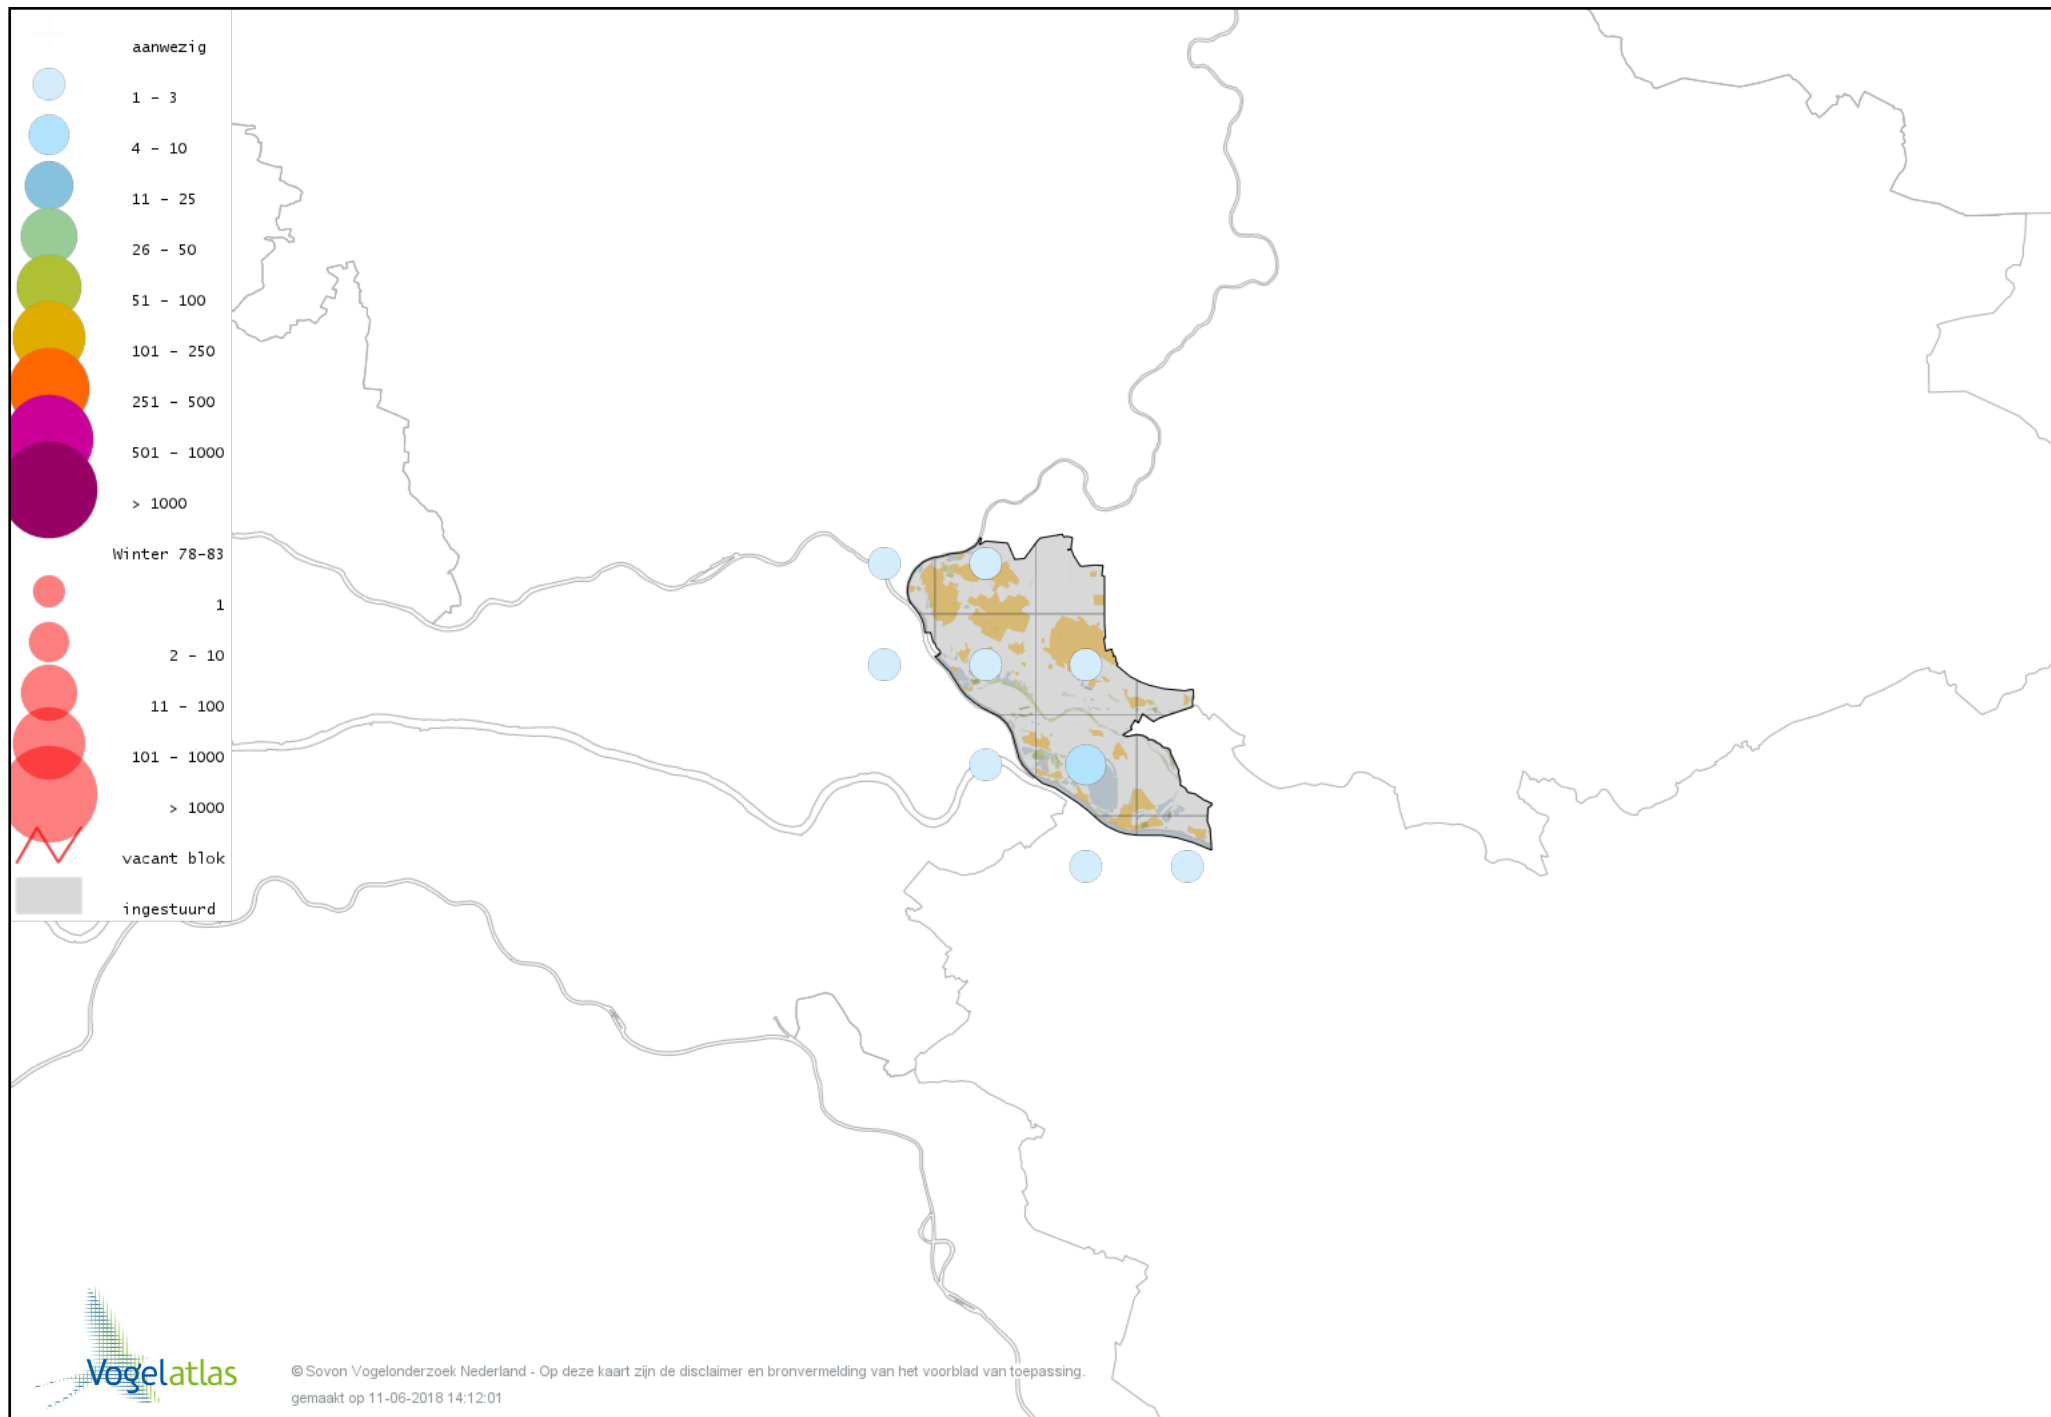 aanwezig
1 - 3
4 - 10
11 - 25
26 - 50
51 - 100
101 - 250
251 - 500
501 - 1000
> 1000
Winter 78-83
1
2 - 10
11 - 100
101 - 1000
> 1000
vacant blok
ingestuurd
Vogelatlas
© Sovon Vogelonderzoek Nederland - Op deze kaart zijn de disclaimer en bronvermelding van het voorblad van toepassing.
gemaakt op 11-06-2018 14:12:01